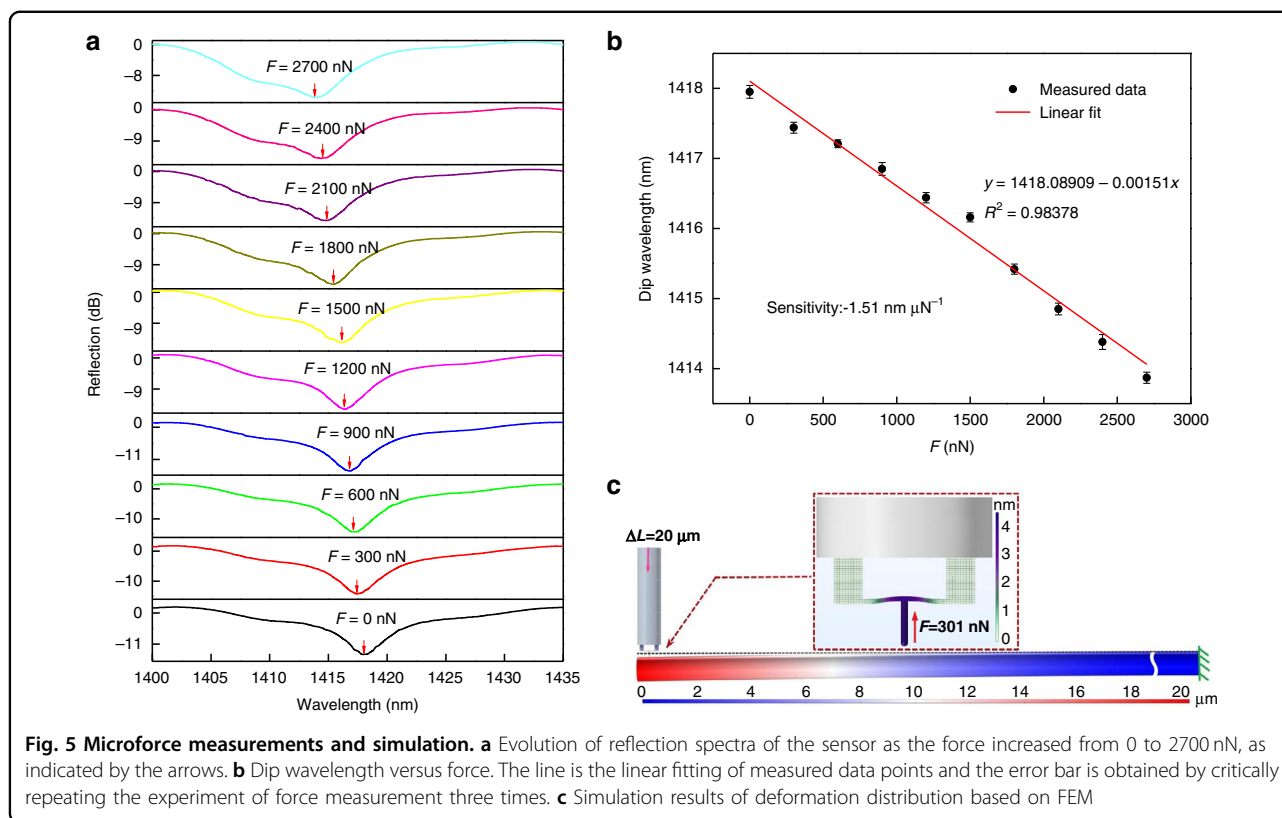 a
0
−8
F = 2700 nN
0
−9
F = 2400 nN
0
−9
F = 2100 nN
0
−9
F = 1800 nN
0
−9
F = 1500 nN
0
−9
F = 1200 nN
0
−11
F = 900 nN
0
−10
F = 600 nN
0
−10
F = 300 nN
0
−11
F = 0 nN
Reflection (dB)
1400 1405 1410 1415 1420 1425 1430 1435
Wavelength (nm)
b
1418
1417
1416
1415
1414
Dip wavelength (nm)
Measured data
Linear fit
y = 1418.08909 − 0.00151x
R² = 0.98378
Sensitivity:-1.51 nm μN⁻¹
0 500 1000 1500 2000 2500 3000
F (nN)
c
ΔL=20 μm
nm
4
3
2
1
0
F=301 nN
0 2 4 6 8 10 12 14 16 18 20 μm
Fig. 5 Microforce measurements and simulation. a Evolution of reflection spectra of the sensor as the force increased from 0 to 2700 nN, as
indicated by the arrows. b Dip wavelength versus force. The line is the linear fitting of measured data points and the error bar is obtained by critically
repeating the experiment of force measurement three times. c Simulation results of deformation distribution based on FEM